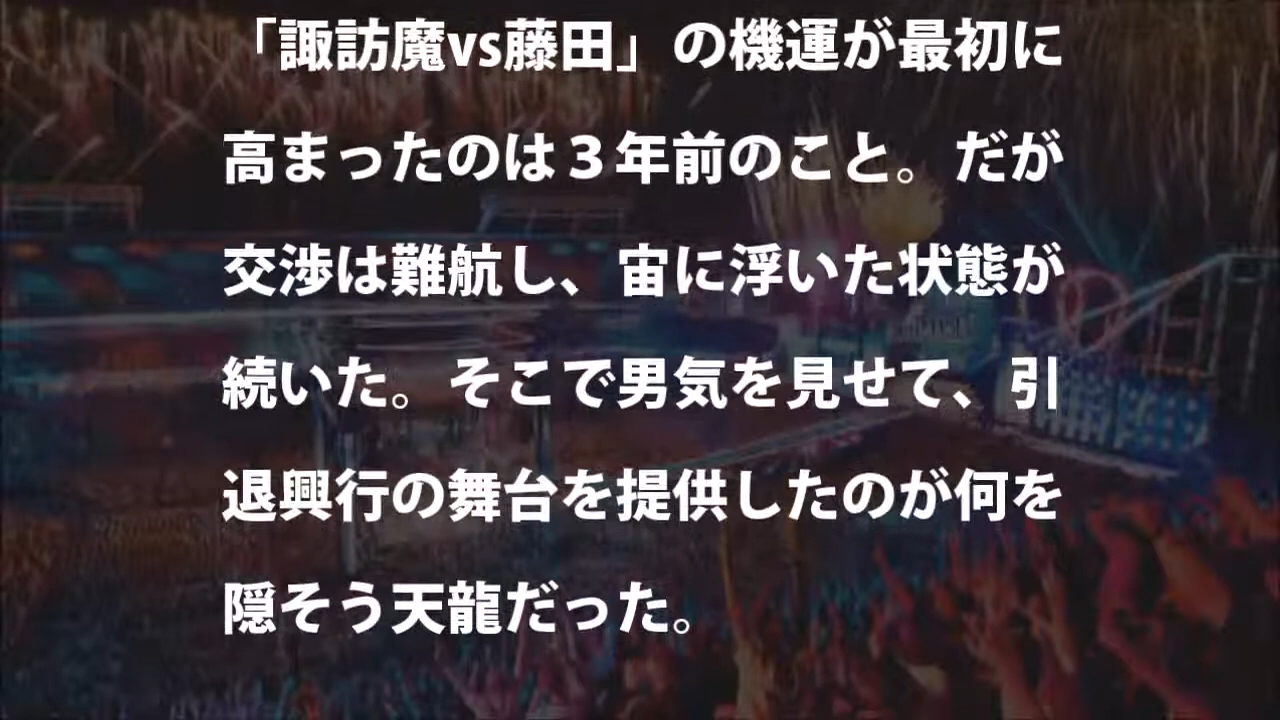 「諏訪魔vs藤田」の機運が最初に
高まったのは３年前のこと。だが
交渉は難航し、宙に浮いた状態が
続いた。そこで男気を見せて、引
退興行の舞台を提供したのが何を
隠そう天龍だった。